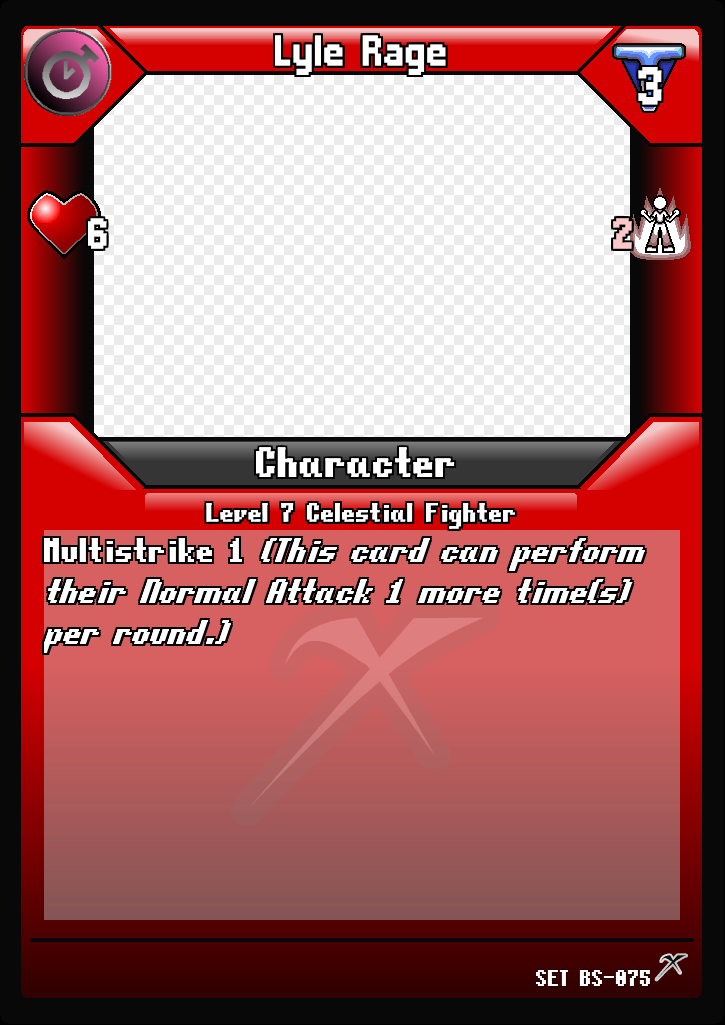 Lyle Rage
3
6
2
Character
Level 7 Celestial Fighter
Multistrike 1 (This card can perform
their Normal Attack 1 more time(s)
per round.)
SET BS-075